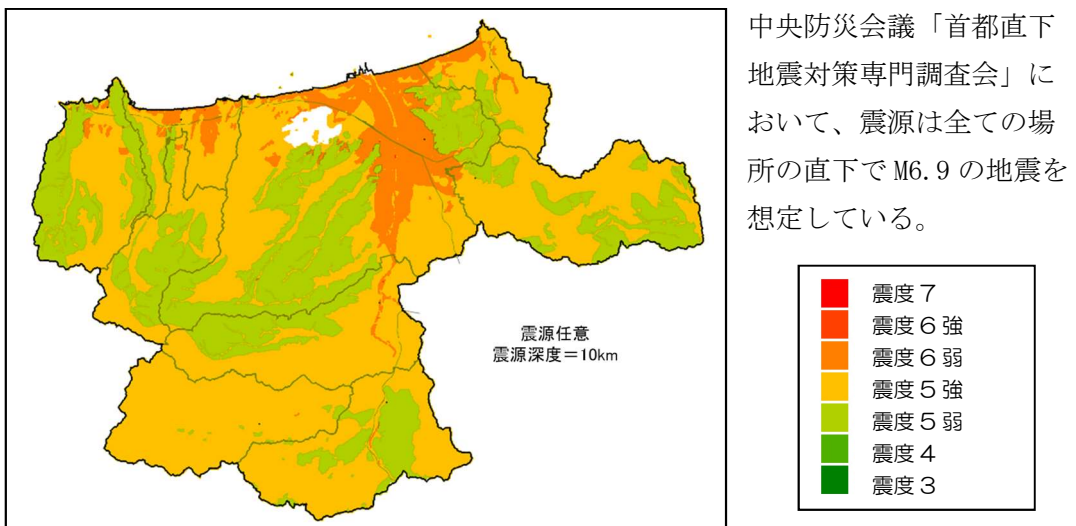 中央防災会議「首都直下
地震対策専門調査会」に
おいて、震源は全ての場
所の直下で M6.9 の地震を
想定している。
震源任意
震源深度＝10km
震度７
震度６強
震度６弱
震度５強
震度５弱
震度４
震度３